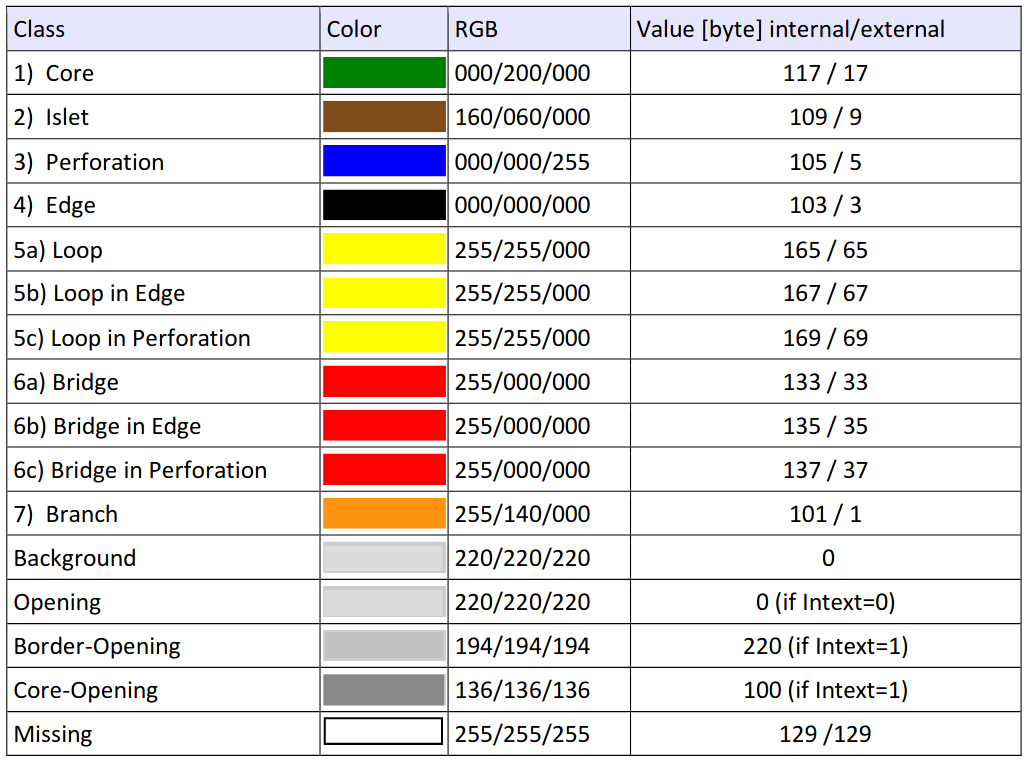 Class Color RGB Value [byte] internal/external
1) Core 000/200/000 117 / 17
2) Islet 160/060/000 109 / 9
3) Perforation 000/000/255 105 / 5
4) Edge 000/000/000 103 / 3
5a) Loop 255/255/000 165 / 65
5b) Loop in Edge 255/255/000 167 / 67
5c) Loop in Perforation 255/255/000 169 / 69
6a) Bridge 255/000/000 133 / 33
6b) Bridge in Edge 255/000/000 135 / 35
6c) Bridge in Perforation 255/000/000 137 / 37
7) Branch 255/140/000 101 / 1
Background 220/220/220 0
Opening 220/220/220 0 (if Intext=0)
Border-Opening 194/194/194 220 (if Intext=1)
Core-Opening 136/136/136 100 (if Intext=1)
Missing 255/255/255 129 /129